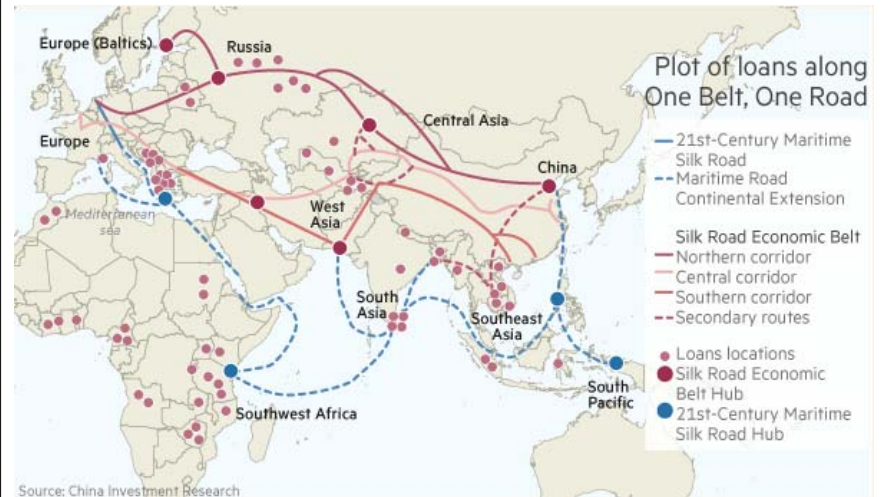 Plot of loans along
One Belt, One Road
21st-Century Maritime
Silk Road
Maritime Road
Continental Extension
Silk Road Economic Belt
Northern corridor
Central corridor
Southern corridor
Secondary routes
Loans locations
Silk Road Economic
Belt Hub
21st-Century Maritime
Silk Road Hub
Europe (Baltics)
Russia
Central Asia
Europe
China
Mediterranean
sea
West
Asia
South
Asia
Southeast
Asia
South
Pacific
Southwest Africa
Source: China Investment Research